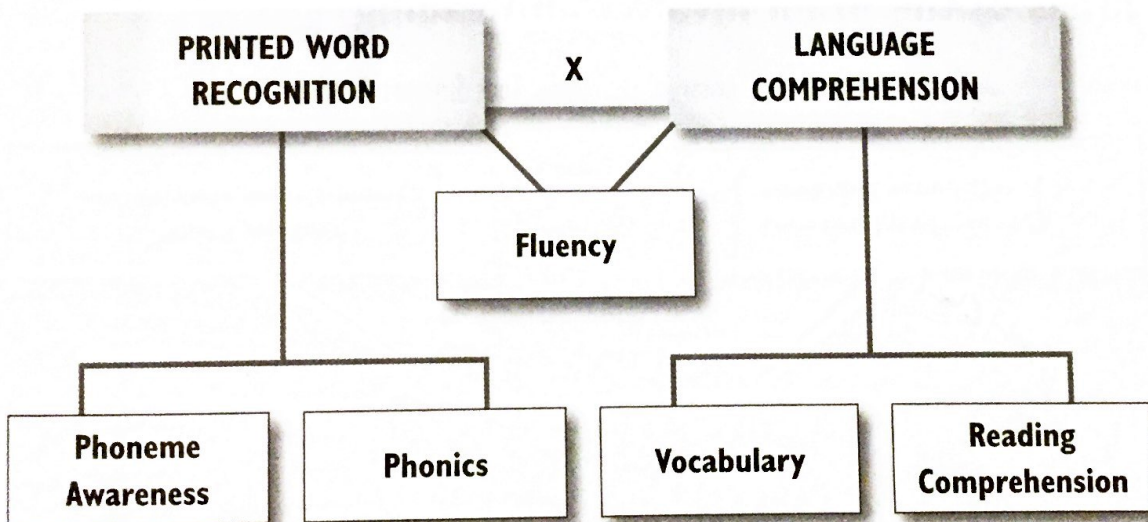 PRINTED WORD
RECOGNITION
X
LANGUAGE
COMPREHENSION
Fluency
Phoneme
Awareness
Phonics
Vocabulary
Reading
Comprehension